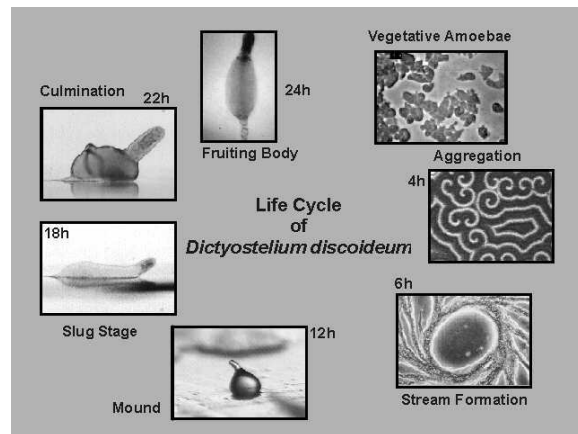 Vegetative Amoebae
Aggregation
4h
6h
Stream Formation
12h
Mound
18h
Slug Stage
Culmination
22h
24h
Fruiting Body
Life Cycle
of
Dictyostelium discoideum